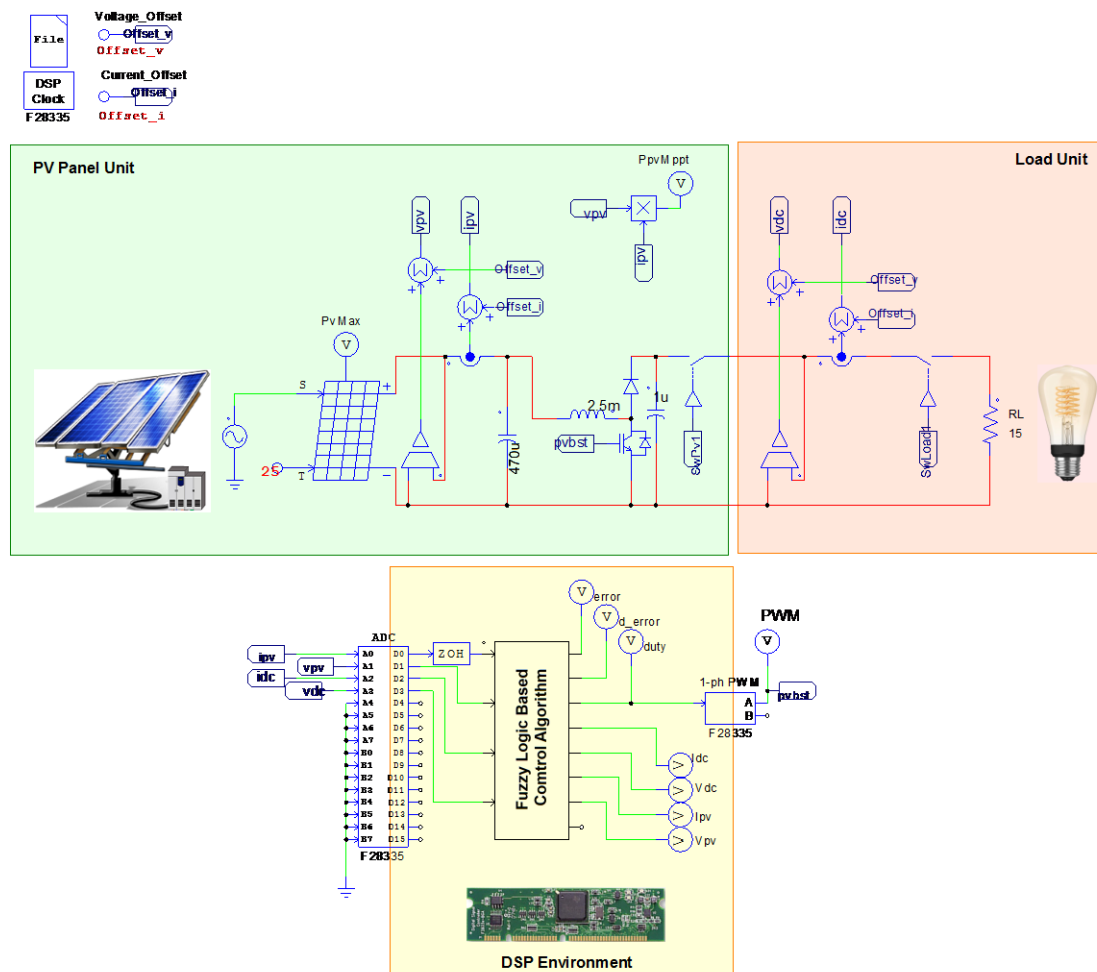 File
Voltage_Offset
Offset_v
Offset_v
DSP
Clock
F28335
Current_Offset
Offset_i
Offset_i
PV Panel Unit
Load Unit
PpvMppt
V
vpv
ipv
vpv
ipv
Offset_v
Offset_i
vdc
idc
Offset_v
Offset_i
PvMax
V
S
T
25
+
−
470u
2.5m
pvbst
1u
SwPv1
SwLoad1
RL
15
error
V
d_error
V
duty
V
PWM
V
ADC
ipv
vpv
idc
vdc
A0 D0
A1 D1
A2 D2
A3 D3
A4 D4
A5 D5
A6 D6
A7 D7
B0 D8
B1 D9
B2 D10
B3 D11
B4 D12
B5 D13
B6 D14
B7 D15
F28335
ZOH
Fuzzy Logic Based
Comtrol Algorithm
1-ph PWM
A
B
F28335
pvbst
Idc
V
Vdc
V
Ipv
V
Vpv
V
DSP Environment